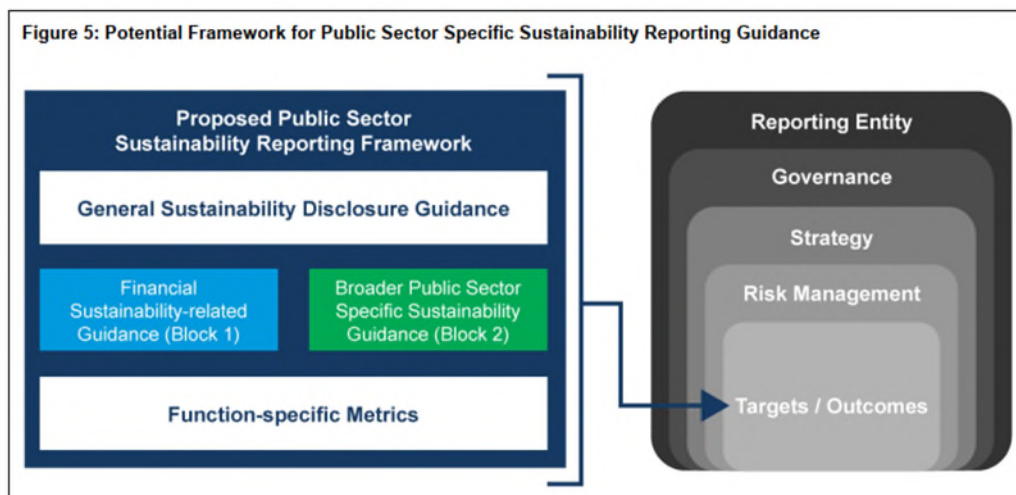 Figure 5: Potential Framework for Public Sector Specific Sustainability Reporting Guidance
Proposed Public Sector
Sustainability Reporting Framework
General Sustainability Disclosure Guidance
Financial
Sustainability-related
Guidance (Block 1)
Broader Public Sector
Specific Sustainability
Guidance (Block 2)
Function-specific Metrics
Reporting Entity
Governance
Strategy
Risk Management
Targets / Outcomes